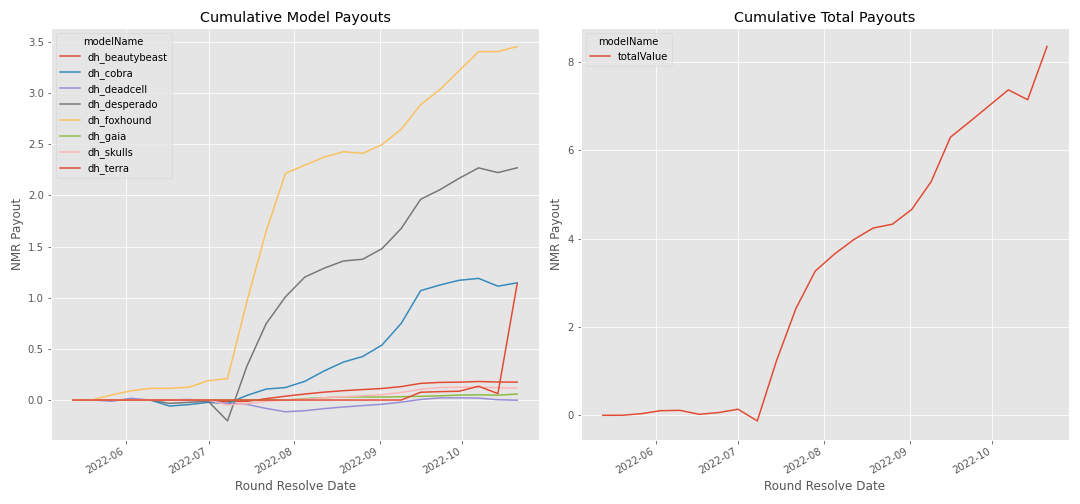 Cumulative Model Payouts
modelName
dh_beautybeast
dh_cobra
dh_deadcell
dh_desperado
dh_foxhound
dh_gaia
dh_skulls
dh_terra
3.5
3.0
2.5
2.0
1.5
1.0
0.5
0.0
NMR Payout
2022-06
2022-07
2022-08
2022-09
2022-10
Round Resolve Date
Cumulative Total Payouts
modelName
totalValue
8
6
4
2
0
NMR Payout
2022-06
2022-07
2022-08
2022-09
2022-10
Round Resolve Date